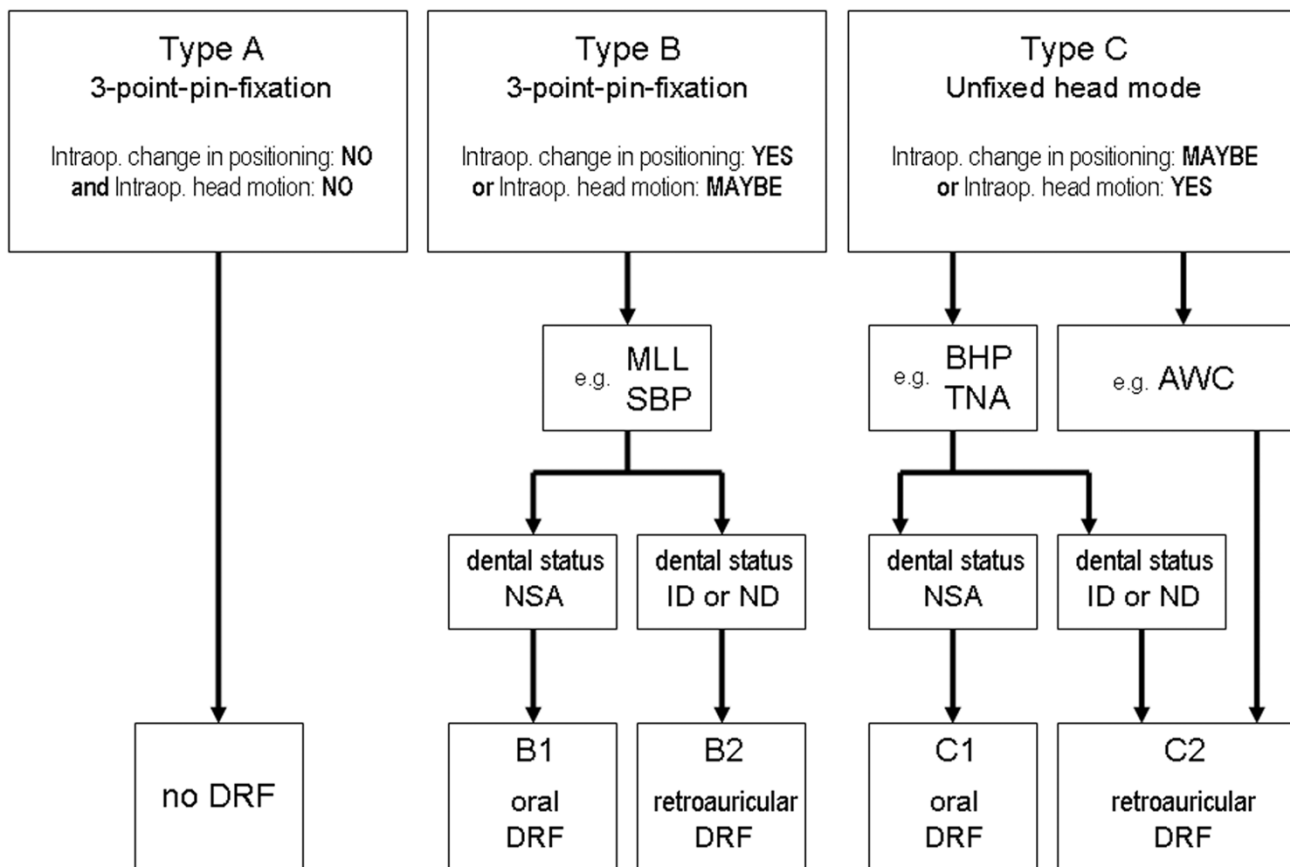 Type A
3-point-pin-fixation
Intraop. change in positioning: NO
and Intraop. head motion: NO
Type B
3-point-pin-fixation
Intraop. change in positioning: YES
or Intraop. head motion: MAYBE
Type C
Unfixed head mode
Intraop. change in positioning: MAYBE
or Intraop. head motion: YES
e.g. MLL
SBP
e.g. BHP
TNA
e.g. AWC
dental status
NSA
dental status
ID or ND
dental status
NSA
dental status
ID or ND
no DRF
B1
oral
DRF
B2
retroauricular
DRF
C1
oral
DRF
C2
retroauricular
DRF